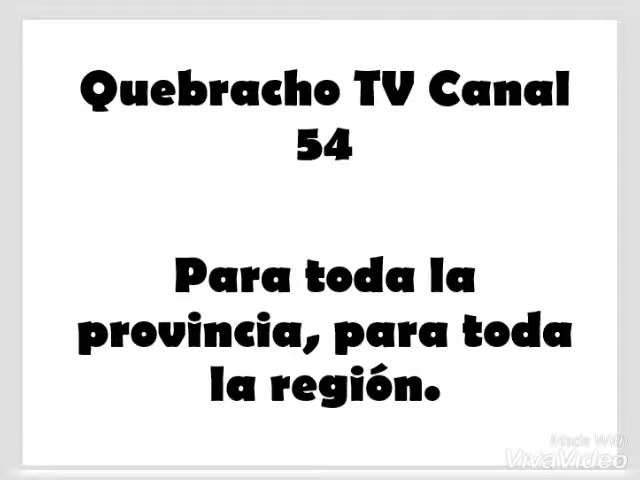 Quebracho TV Canal
54
Para toda la
provincia, para toda
la región.
Made With
VivaVideo